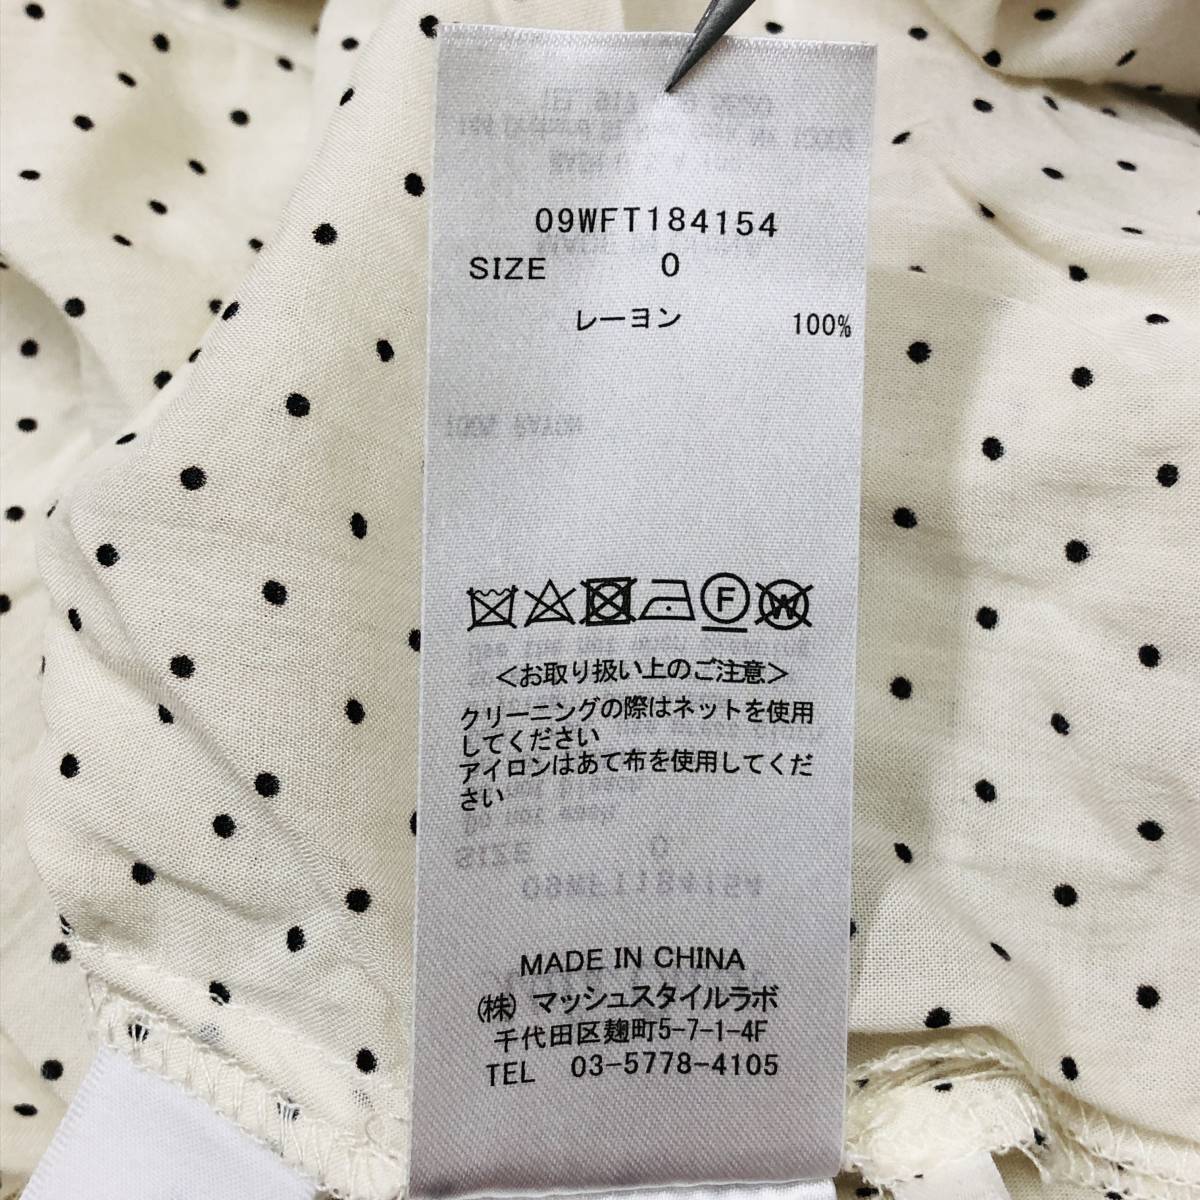 09WFT184154
SIZE 0
レーヨン 100%
F
W
＜お取り扱い上のご注意＞
クリーニングの際はネットを使用
してください
アイロンはあて布を使用してくだ
さい
MADE IN CHINA
(株) マッシュスタイルラボ
千代田区麹町5-7-1-4F
TEL 03-5778-4105